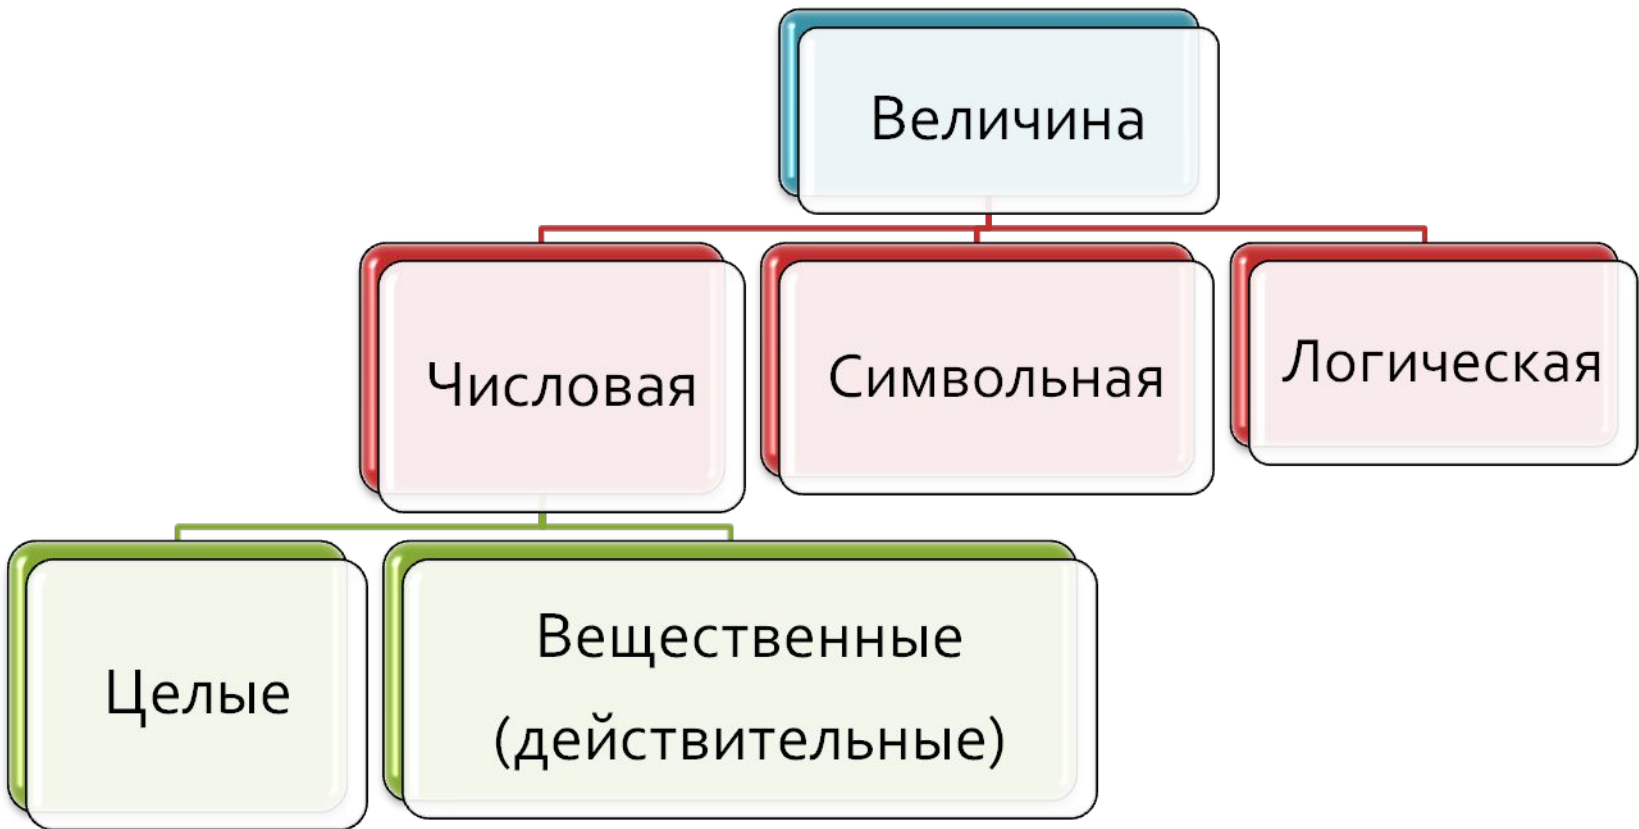 Величина
Числовая
Символьная
Логическая
Целые
Вещественные
(действительные)